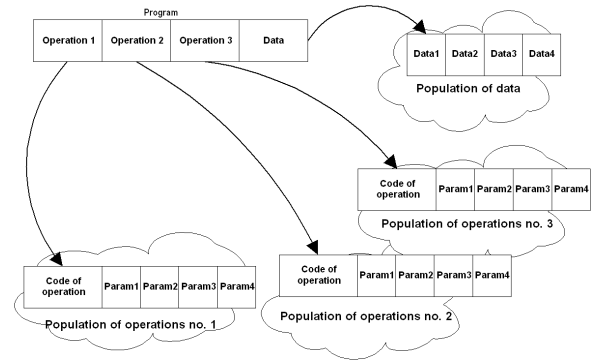 Program
Operation 1 Operation 2 Operation 3 Data
Data1 Data2 Data3 Data4
Population of data
Code of
operation
Param1 Param2 Param3 Param4
Population of operations no. 3
Code of
operation
Param1 Param2 Param3 Param4
Population of operations no. 2
Code of
operation
Param1 Param2 Param3 Param4
Population of operations no. 1